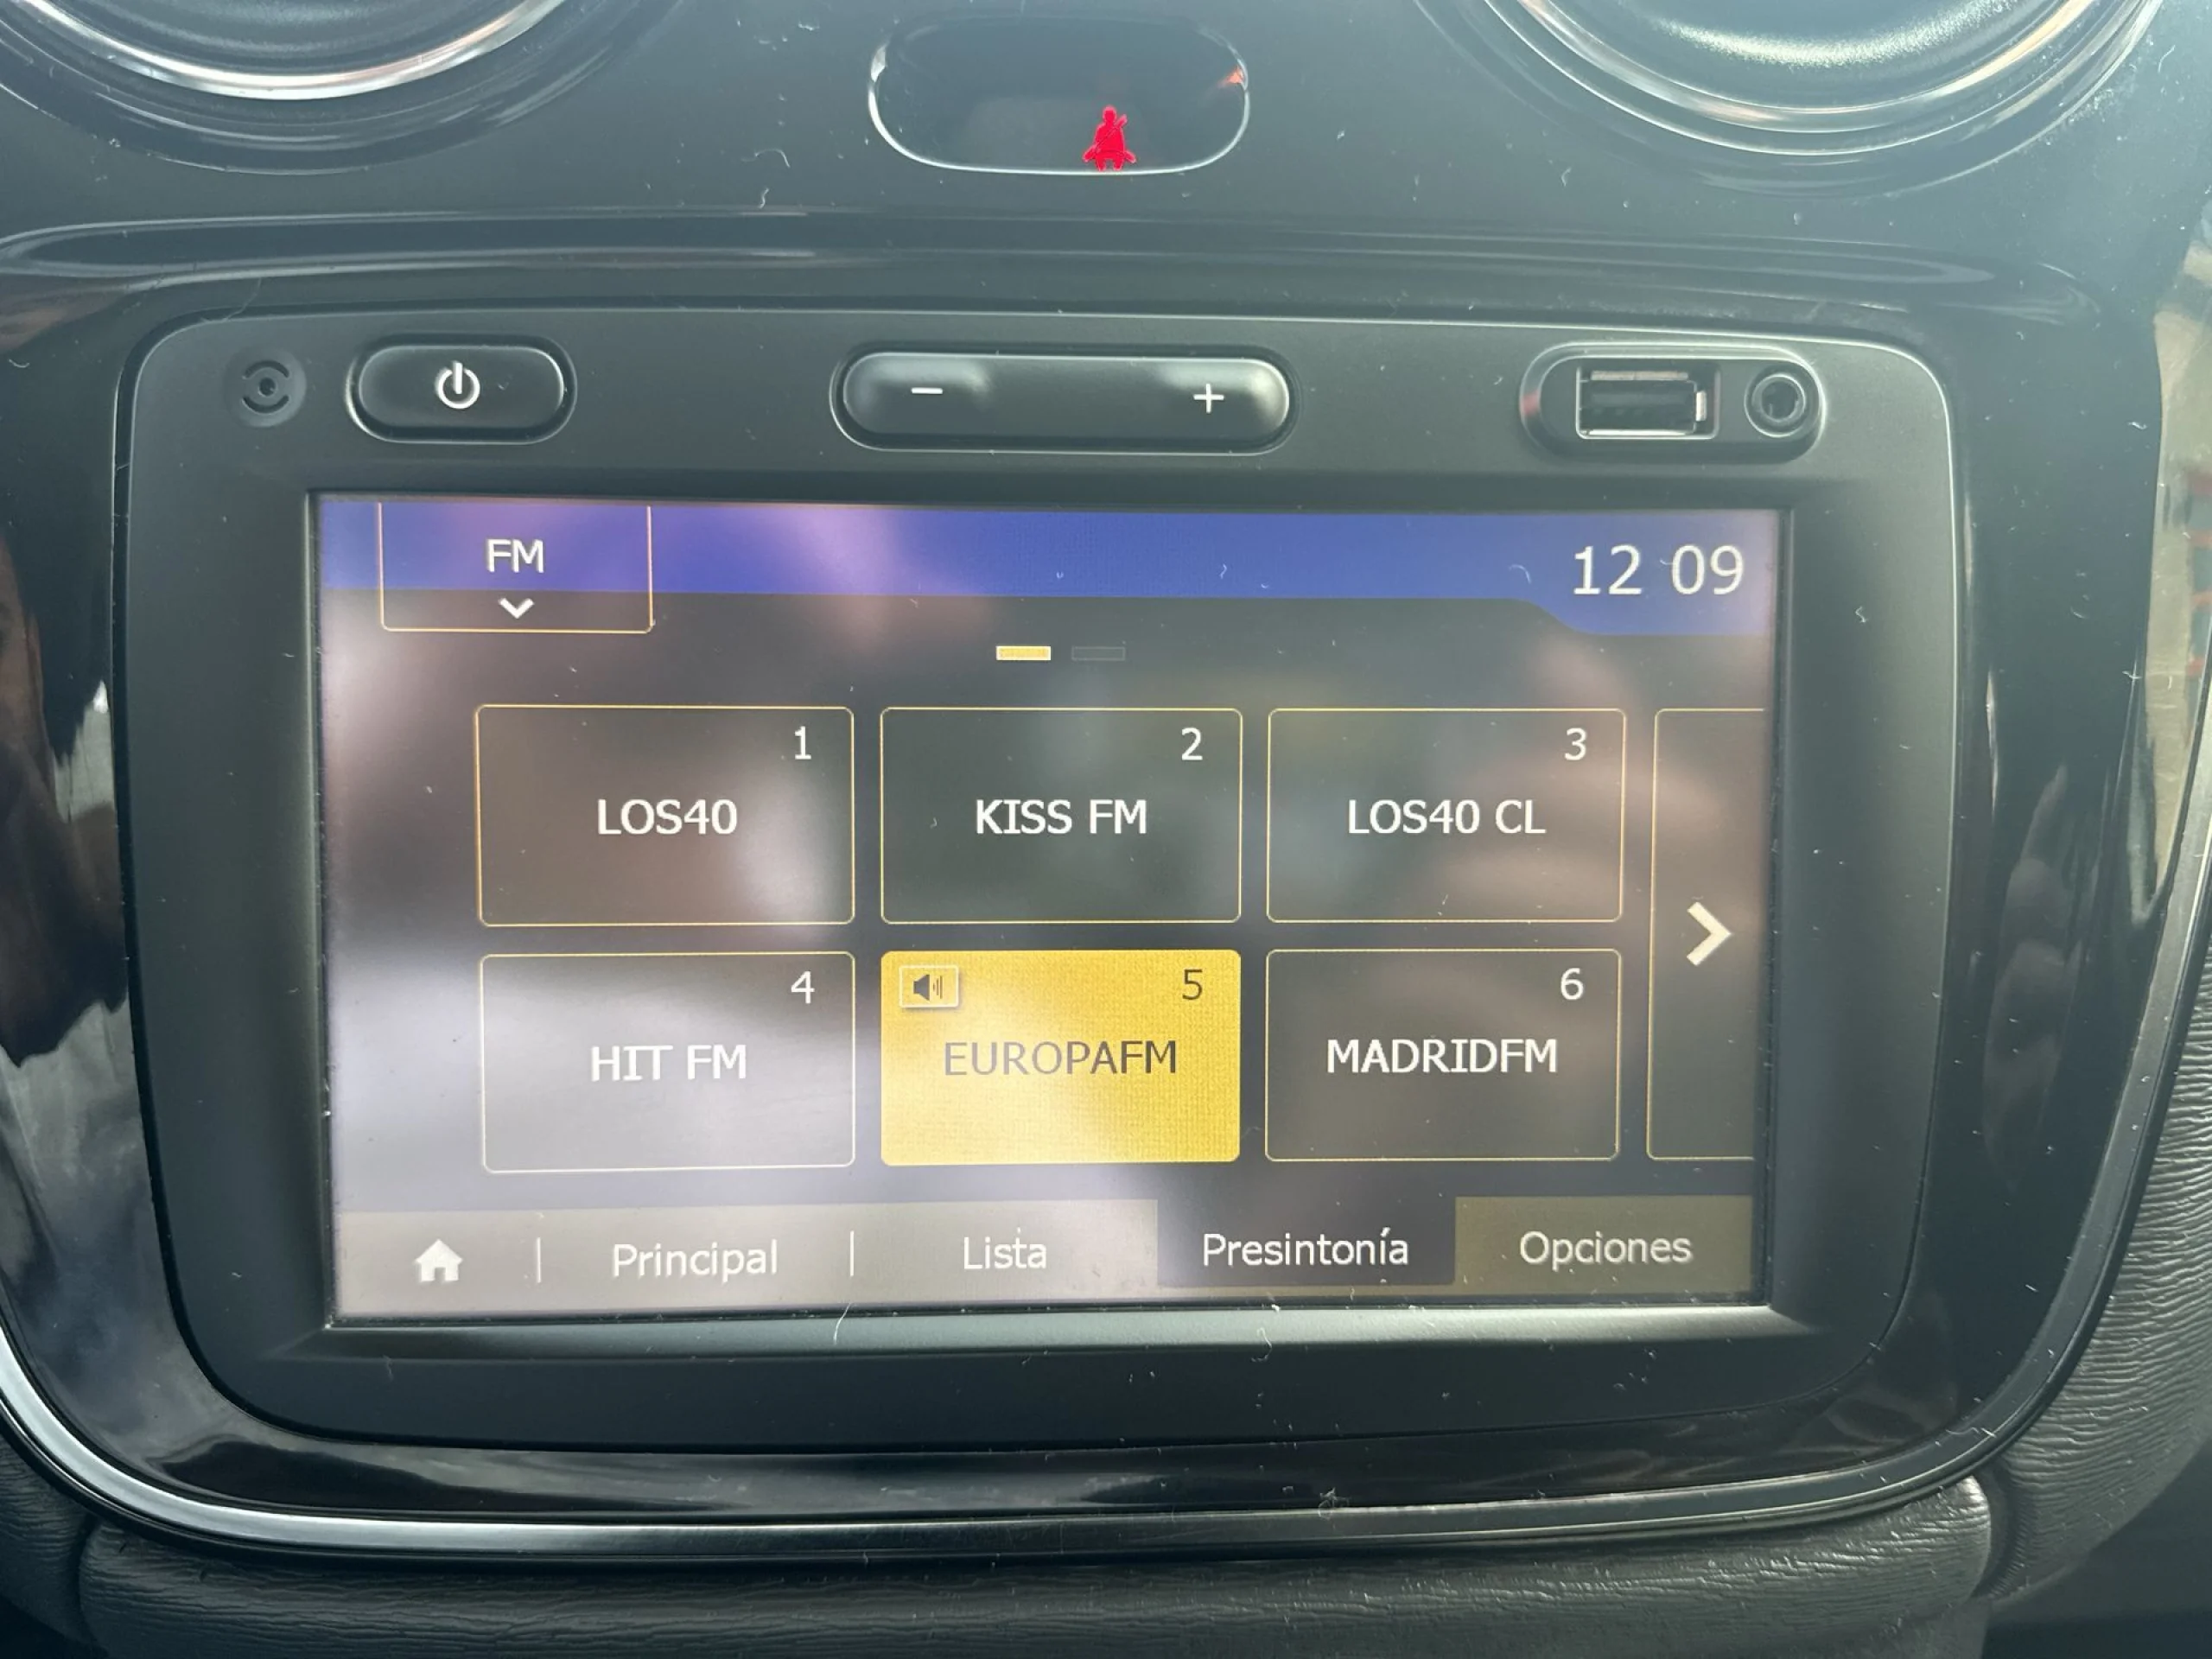 FM
12 09
1
LOS40
2
KISS FM
3
LOS40 CL
4
HIT FM
5
EUROPAFM
6
MADRIDFM
Principal
Lista
Presintonía
Opciones